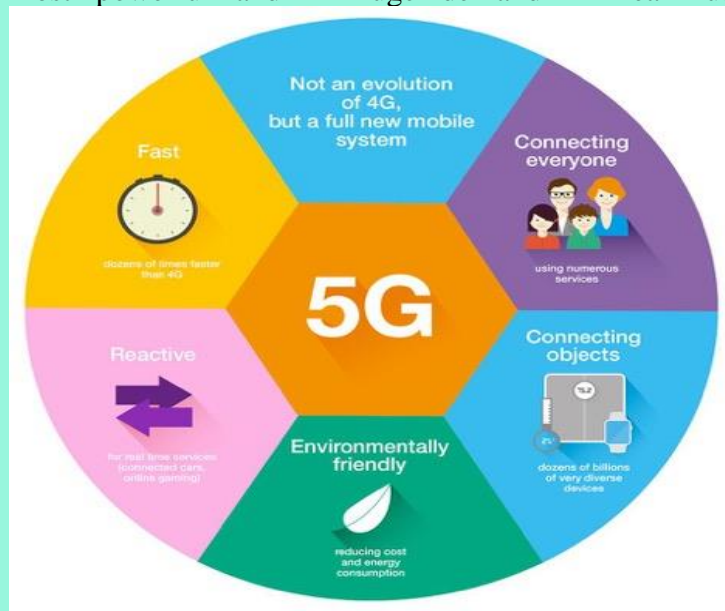 Not an evolution
of 4G,
but a full new mobile
system
Connecting
everyone
using numerous
services
Connecting
objects
dozens of billions
of very diverse
devices
Environmentally
friendly
reducing cost
and energy
consumption
Reactive
for real time services
(connected cars,
online gaming)
Fast
dozens of times faster
than 4G
5G